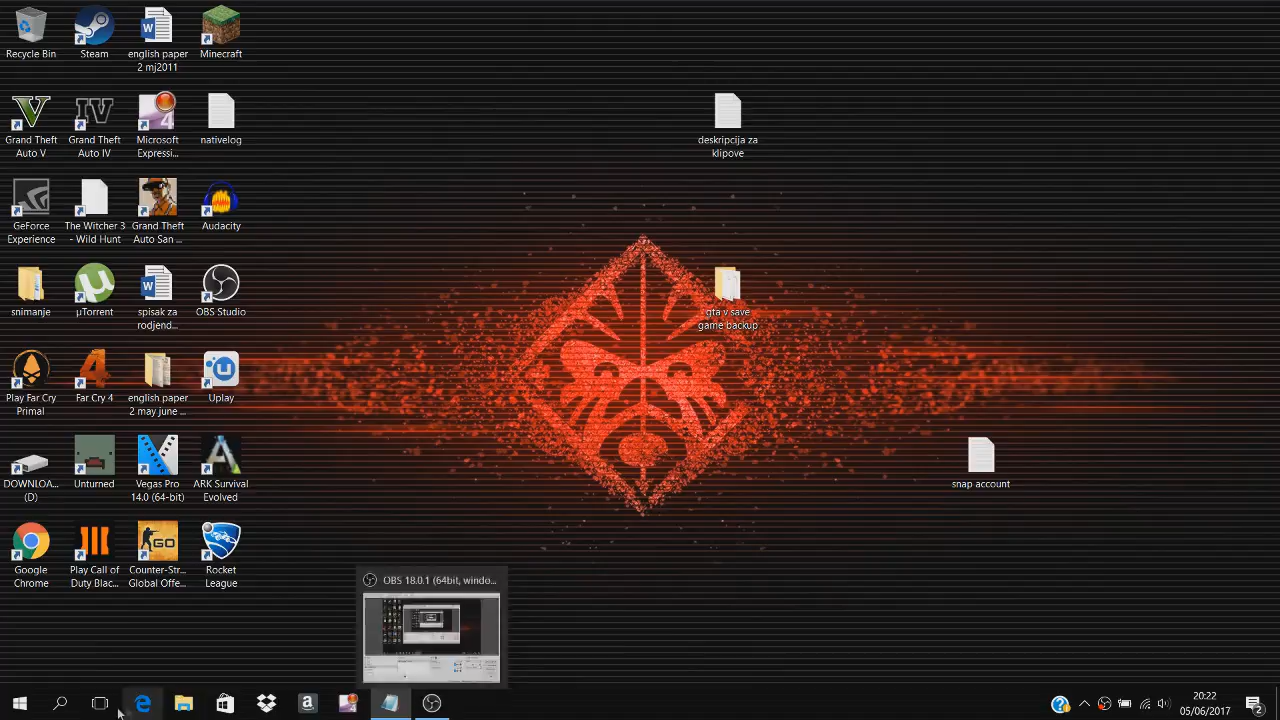 Recycle Bin
Steam
english paper
2 mj2011
Minecraft
Grand Theft
Auto V
Grand Theft
Auto IV
Microsoft
Expressi...
nativelog
deskripcija za
klipove
GeForce
Experience
The Witcher 3
- Wild Hunt
Grand Theft
Auto San ...
Audacity
snimanje
µTorrent
spisak za
rodjend...
OBS Studio
gta v save
game backup
Play Far Cry
Primal
Far Cry 4
english paper
2 may june ...
Uplay
DOWNLOA...
(D)
Unturned
Vegas Pro
14.0 (64-bit)
ARK Survival
Evolved
snap account
Google
Chrome
Play Call of
Duty Blac...
Counter-Str...
Global Offe...
Rocket
League
OBS 18.0.1 (64bit, windo...
20:22
05/06/2017
2